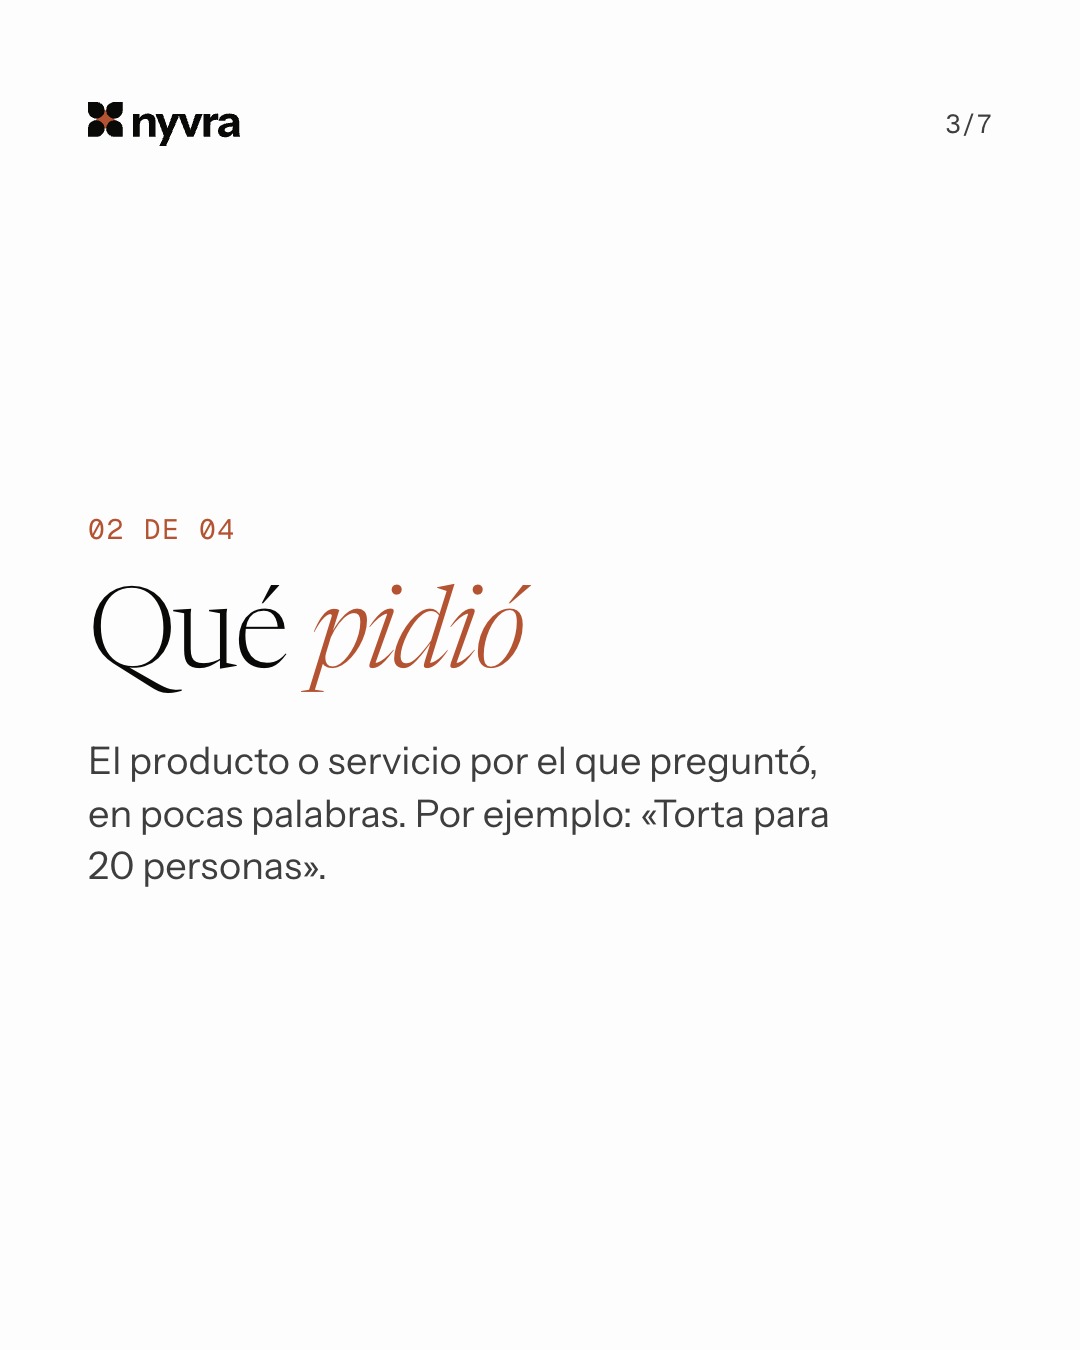 nyvra
3/7
02 DE 04
Qué pidió
El producto o servicio por el que preguntó,
en pocas palabras. Por ejemplo: «Torta para
20 personas».